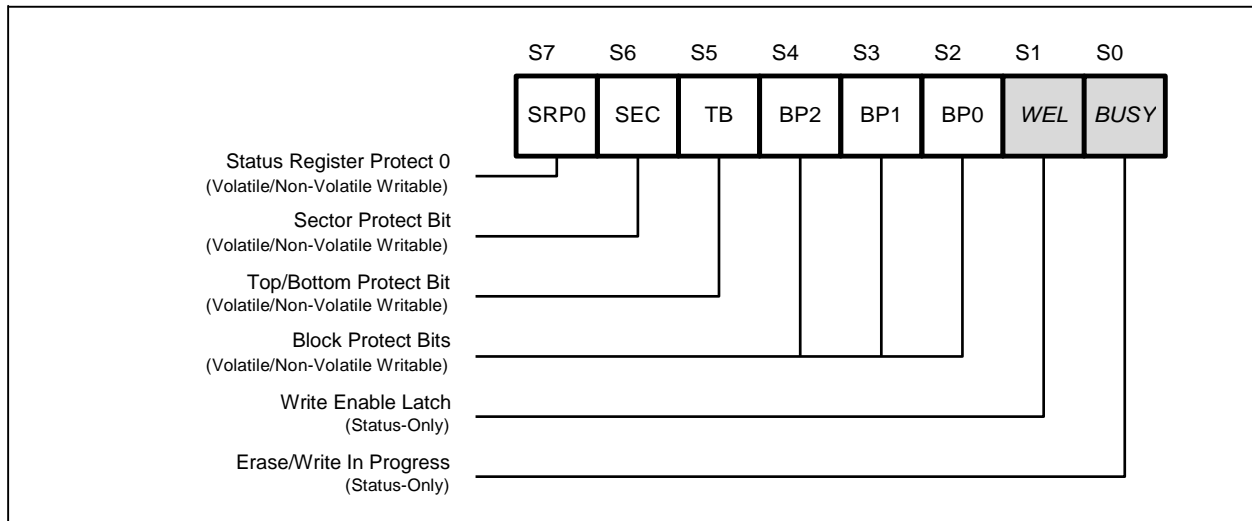 S7 S6 S5 S4 S3 S2 S1 S0
SRP0 SEC TB BP2 BP1 BP0 WEL BUSY
Status Register Protect 0
(Volatile/Non-Volatile Writable)
Sector Protect Bit
(Volatile/Non-Volatile Writable)
Top/Bottom Protect Bit
(Volatile/Non-Volatile Writable)
Block Protect Bits
(Volatile/Non-Volatile Writable)
Write Enable Latch
(Status-Only)
Erase/Write In Progress
(Status-Only)